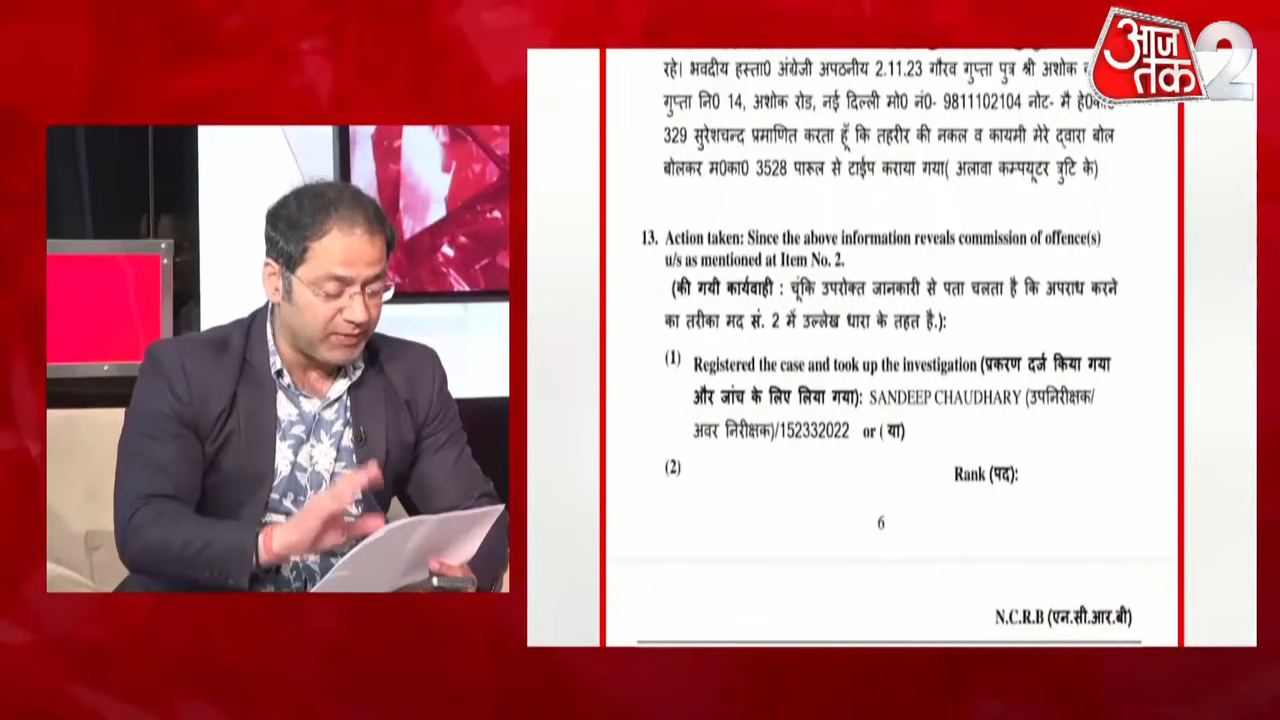 आज
तक 2
रहे। भवदीय हस्ता0 अंग्रेजी अपठनीय 2.11.23 गौरव गुप्ता पुत्र श्री अशोक
गुप्ता नि0 14, अशोक रोड, नई दिल्ली मो0 नं0- 9811102104 नोट- मै हे0का0
329 सुरेशचन्द प्रमाणित करता हूँ कि तहरीर की नकल व कायमी मेरे द्वारा बोल
बोलकर म0का0 3528 पारूल से टाईप कराया गया( अलावा कम्पयूटर त्रुटि के)
13. Action taken: Since the above information reveals commission of offence(s)
u/s as mentioned at Item No. 2.
(की गयी कार्यवाही : चूंकि उपरोक्त जानकारी से पता चलता है कि अपराध करने
का तरीका मद सं. 2 में उल्लेख धारा के तहत है.):
(1) Registered the case and took up the investigation (प्रकरण दर्ज किया गया
और जांच के लिए लिया गया): SANDEEP CHAUDHARY (उपनिरीक्षक/
अवर निरीक्षक)/152332022 or ( या)
(2) Rank (पद):
6
N.C.R.B (एन.सी.आर.बी)